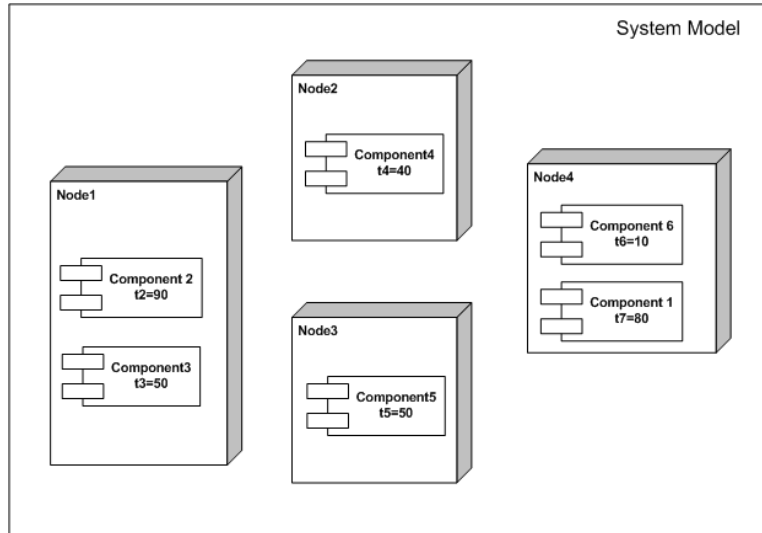 System Model
Node1
Component 2
t2=90
Component3
t3=50
Node2
Component4
t4=40
Node3
Component5
t5=50
Node4
Component 6
t6=10
Component 1
t7=80